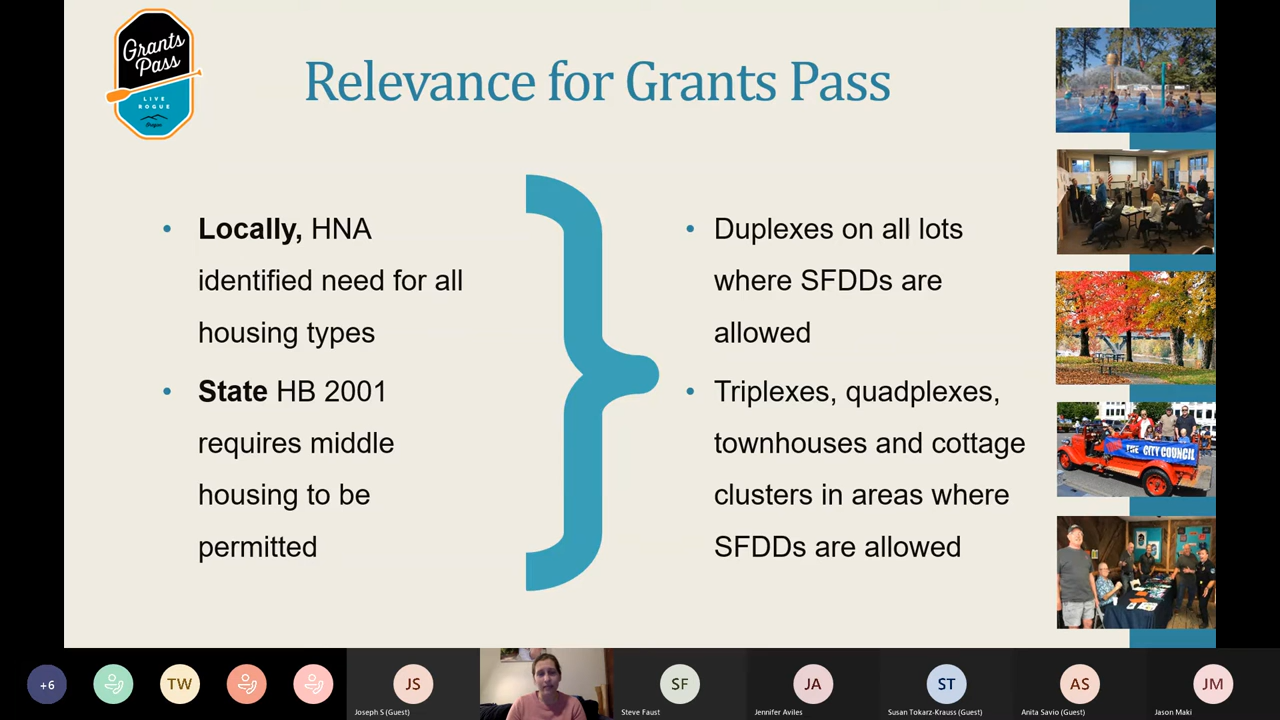 Grants
Pass
LIVE
ROGUE
Oregon
Relevance for Grants Pass
• Locally, HNA
identified need for all
housing types
• State HB 2001
requires middle
housing to be
permitted
• Duplexes on all lots
where SFDDs are
allowed
• Triplexes, quadplexes,
townhouses and cottage
clusters in areas where
SFDDs are allowed
THE CITY COUNCIL
+6
TW
JS
SF
JA
ST
AS
JM
Joseph S (Guest)
Steve Faust
Jennifer Aviles
Susan Tokarz-Krauss (Guest)
Anita Savio (Guest)
Jason Maki